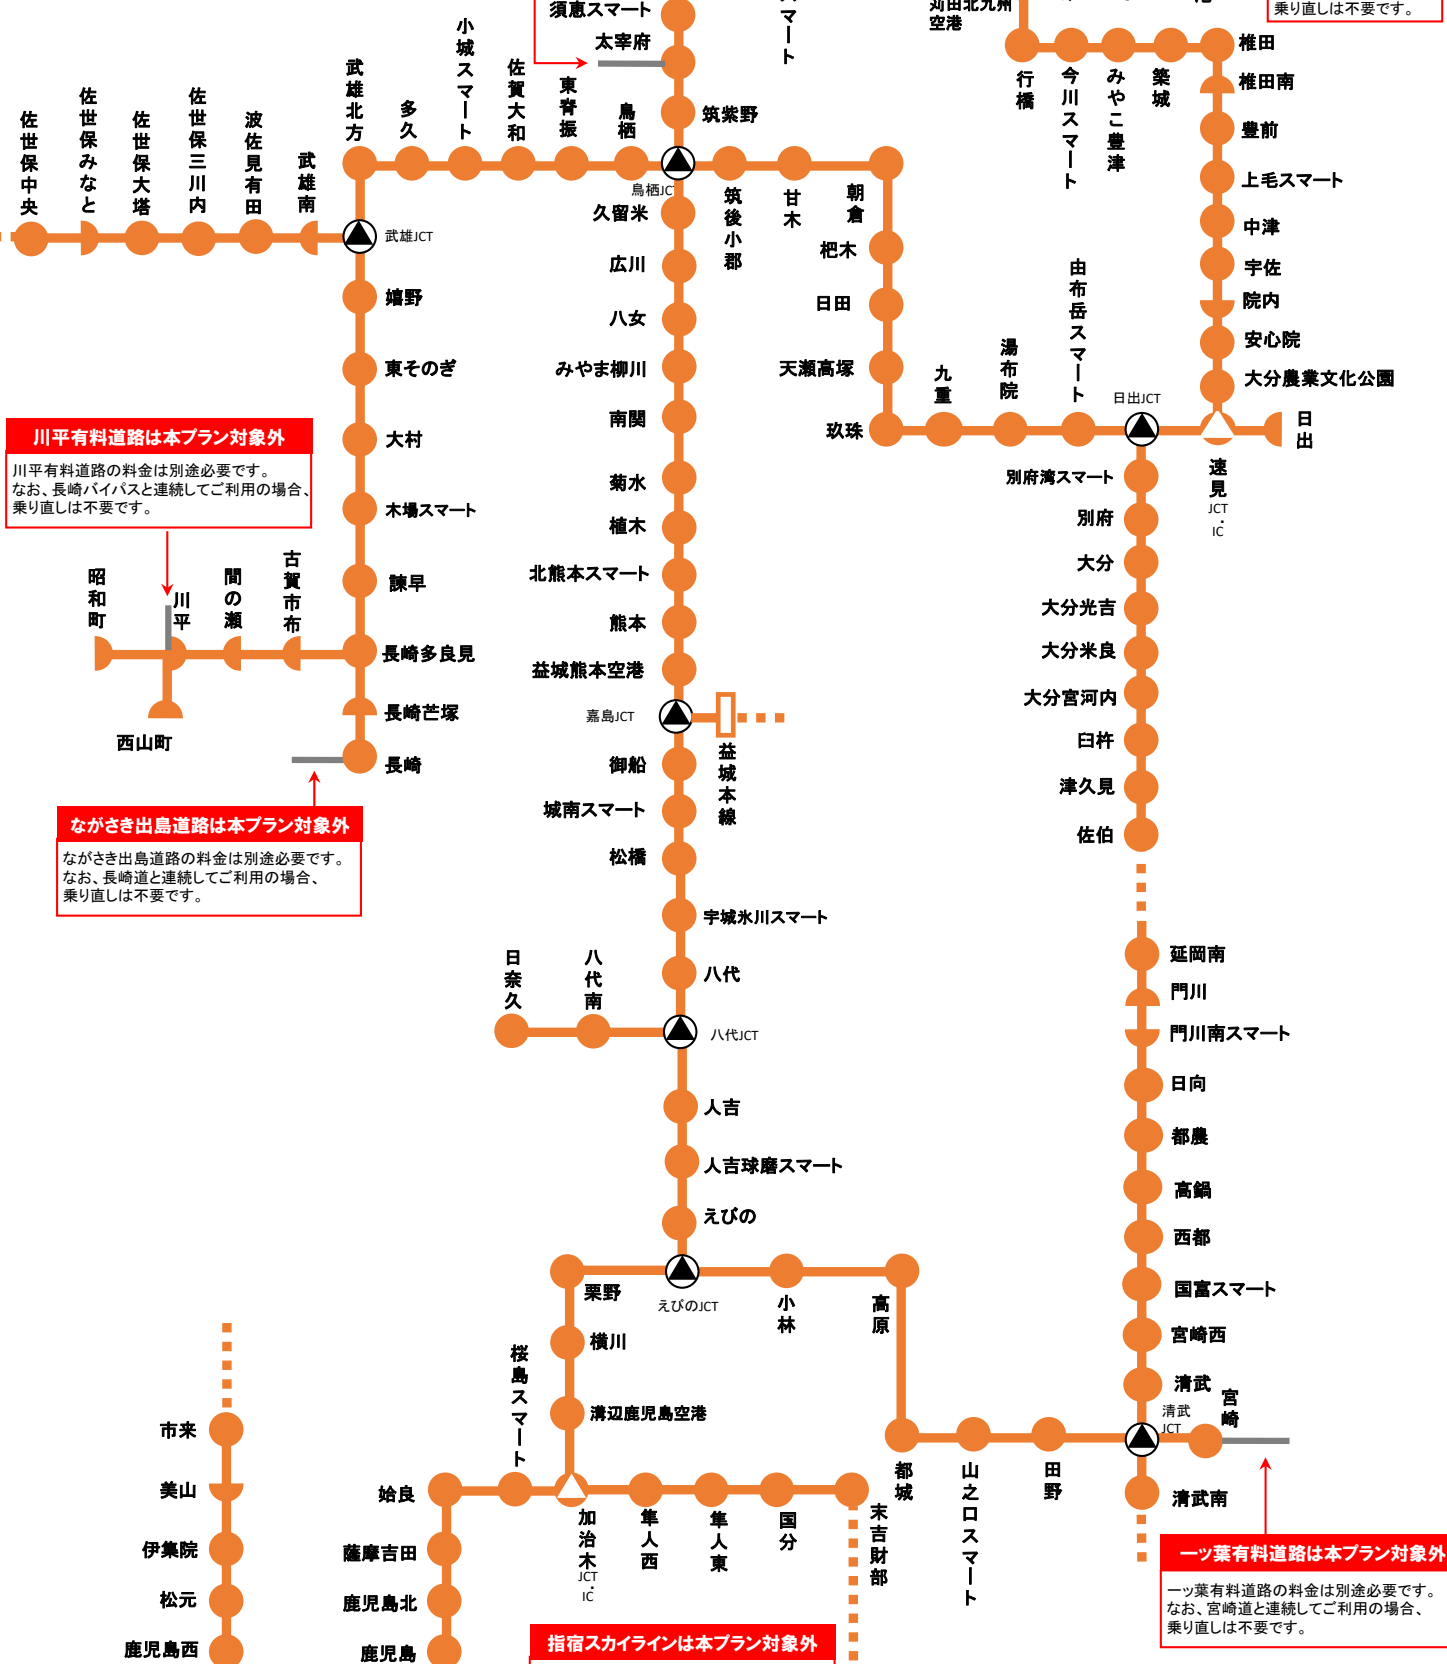 須恵スマート
太宰府
筑紫野
マート
苅田北九州
空港
乗り直しは不要です。
行橋
今川スマート
みやこ豊津
築城
椎田
椎田南
豊前
上毛スマート
中津
宇佐
院内
安心院
大分農業文化公園
佐世保中央
佐世保みなと
佐世保大塔
佐世保三川内
波佐見有田
武雄南
武雄北方
多久
小城スマート
佐賀大和
東脊振
鳥栖
鳥栖JCT
武雄JCT
筑後小郡
甘木
朝倉
杷木
日田
天瀬高塚
玖珠
九重
湯布院
由布岳スマート
日出JCT
速見
JCT
・
IC
日出
嬉野
東そのぎ
大村
木場スマート
諫早
長崎多良見
長崎芒塚
長崎
川平有料道路は本プラン対象外
川平有料道路の料金は別途必要です。
なお、長崎バイパスと連続してご利用の場合、
乗り直しは不要です。
昭和町
川平
間の瀬
古賀市布
西山町
ながさき出島道路は本プラン対象外
ながさき出島道路の料金は別途必要です。
なお、長崎道と連続してご利用の場合、
乗り直しは不要です。
久留米
広川
八女
みやま柳川
南関
菊水
植木
北熊本スマート
熊本
益城熊本空港
嘉島JCT
益城本線
御船
城南スマート
松橋
宇城氷川スマート
八代
日奈久
八代南
八代JCT
人吉
人吉球磨スマート
えびの
えびのJCT
別府湾スマート
別府
大分
大分光吉
大分米良
大分宮河内
臼杵
津久見
佐伯
延岡南
門川
門川南スマート
日向
都農
高鍋
西都
国富スマート
宮崎西
清武
清武
JCT
宮崎
清武南
小林
高原
都城
山之口スマート
田野
栗野
横川
溝辺鹿児島空港
桜島スマート
加治木
JCT
・
IC
隼人西
隼人東
国分
末吉財部
姶良
薩摩吉田
鹿児島北
鹿児島
市来
美山
伊集院
松元
鹿児島西
一ッ葉有料道路は本プラン対象外
一ッ葉有料道路の料金は別途必要です。
なお、宮崎道と連続してご利用の場合、
乗り直しは不要です。
指宿スカイラインは本プラン対象外